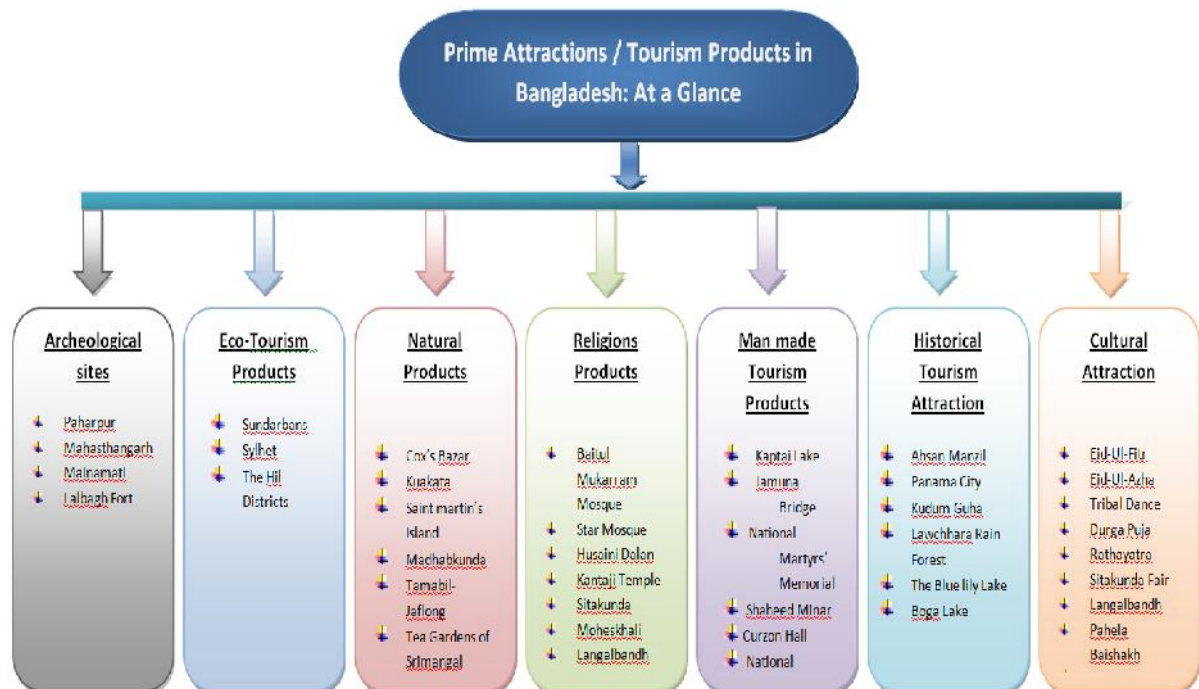 Prime Attractions / Tourism Products in
Bangladesh: At a Glance
Archeological
sites
Paharpur
Mahasthangarh
Mainamati
Lalbagh Fort
Eco-Tourism
Products
Sundarbans
Sylhet
The Hil
Districts
Natural
Products
Cox's Bazar
Kuakata
Saint martin's
Island
Madhabkunda
Tamabil-
Jaflong
Tea Gardens of
Srimangal
Religions
Products
Baitul
Mukarram
Mosque
Star Mosque
Husaini Dalan
Kantaji Temple
Sitakunda
Moheskhali
Langalbandh
Man made
Tourism
Products
Kaptai Lake
Jamuna
Bridge
National
Martyrs'
Memorial
Shaheed Minar
Curzon Hall
National
Historical
Tourism
Attraction
Ahsan Manzil
Panama City
Kudum Guha
Lawchhara Rain
Forest
The Blue lily Lake
Boga Lake
Cultural
Attraction
Eid-Ul-Azha
Tribal Dance
Durga Puja
Rathayatra
Sitakunda Fair
Langalbandh
Pahela
Baishakh